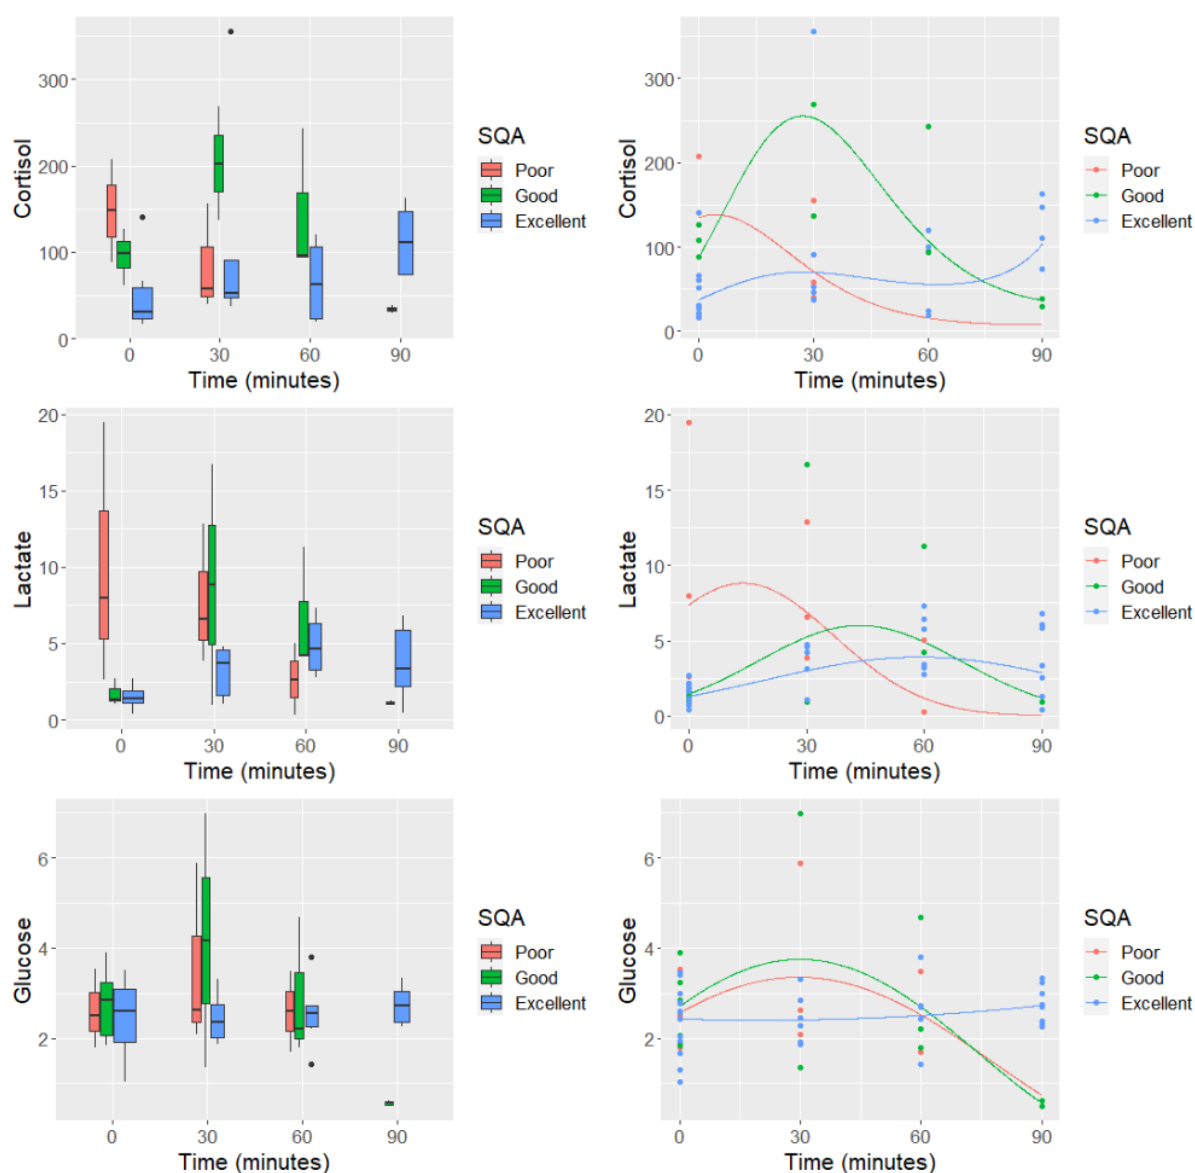 300
200
100
0
Cortisol
0 30 60 90
Time (minutes)
SQA
Poor
Good
Excellent
300
200
100
0
Cortisol
0 30 60 90
Time (minutes)
SQA
Poor
Good
Excellent
20
15
10
5
0
Lactate
0 30 60 90
Time (minutes)
SQA
Poor
Good
Excellent
20
15
10
5
0
Lactate
0 30 60 90
Time (minutes)
SQA
Poor
Good
Excellent
6
4
2
Glucose
0 30 60 90
Time (minutes)
SQA
Poor
Good
Excellent
6
4
2
Glucose
0 30 60 90
Time (minutes)
SQA
Poor
Good
Excellent